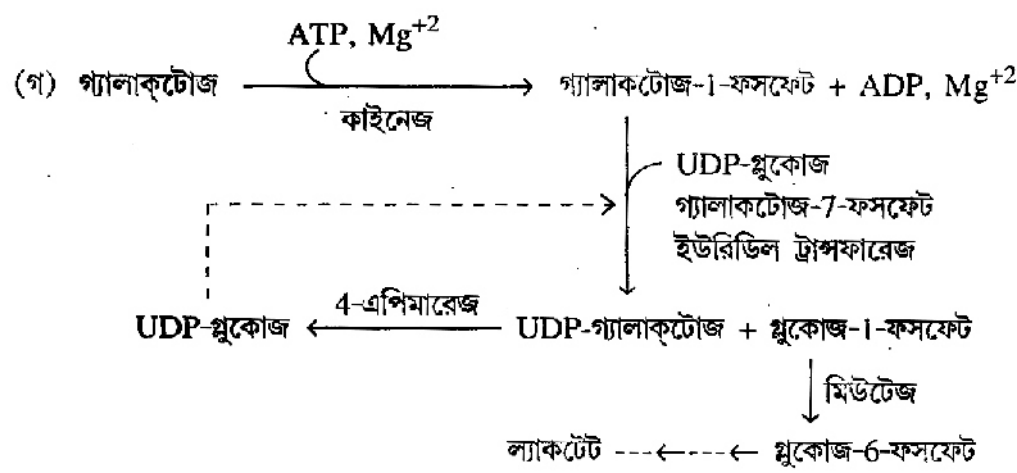 ATP, Mg+2
(গ) গ্যালাক্‌টোজ গ্যালাকটোজ-1-ফসফেট + ADP, Mg+2
কাইনেজ
UDP-গ্লুকোজ
গ্যালাকটোজ-7-ফসফেট
ইউরিডিল ট্রান্সফারেজ
4-এপিমারেজ
UDP-গ্লুকোজ UDP-গ্যালাক্‌টোজ + গ্লুকোজ-1-ফসফেট
মিউটেজ
ল্যাকটেট গ্লুকোজ-6-ফসফেট